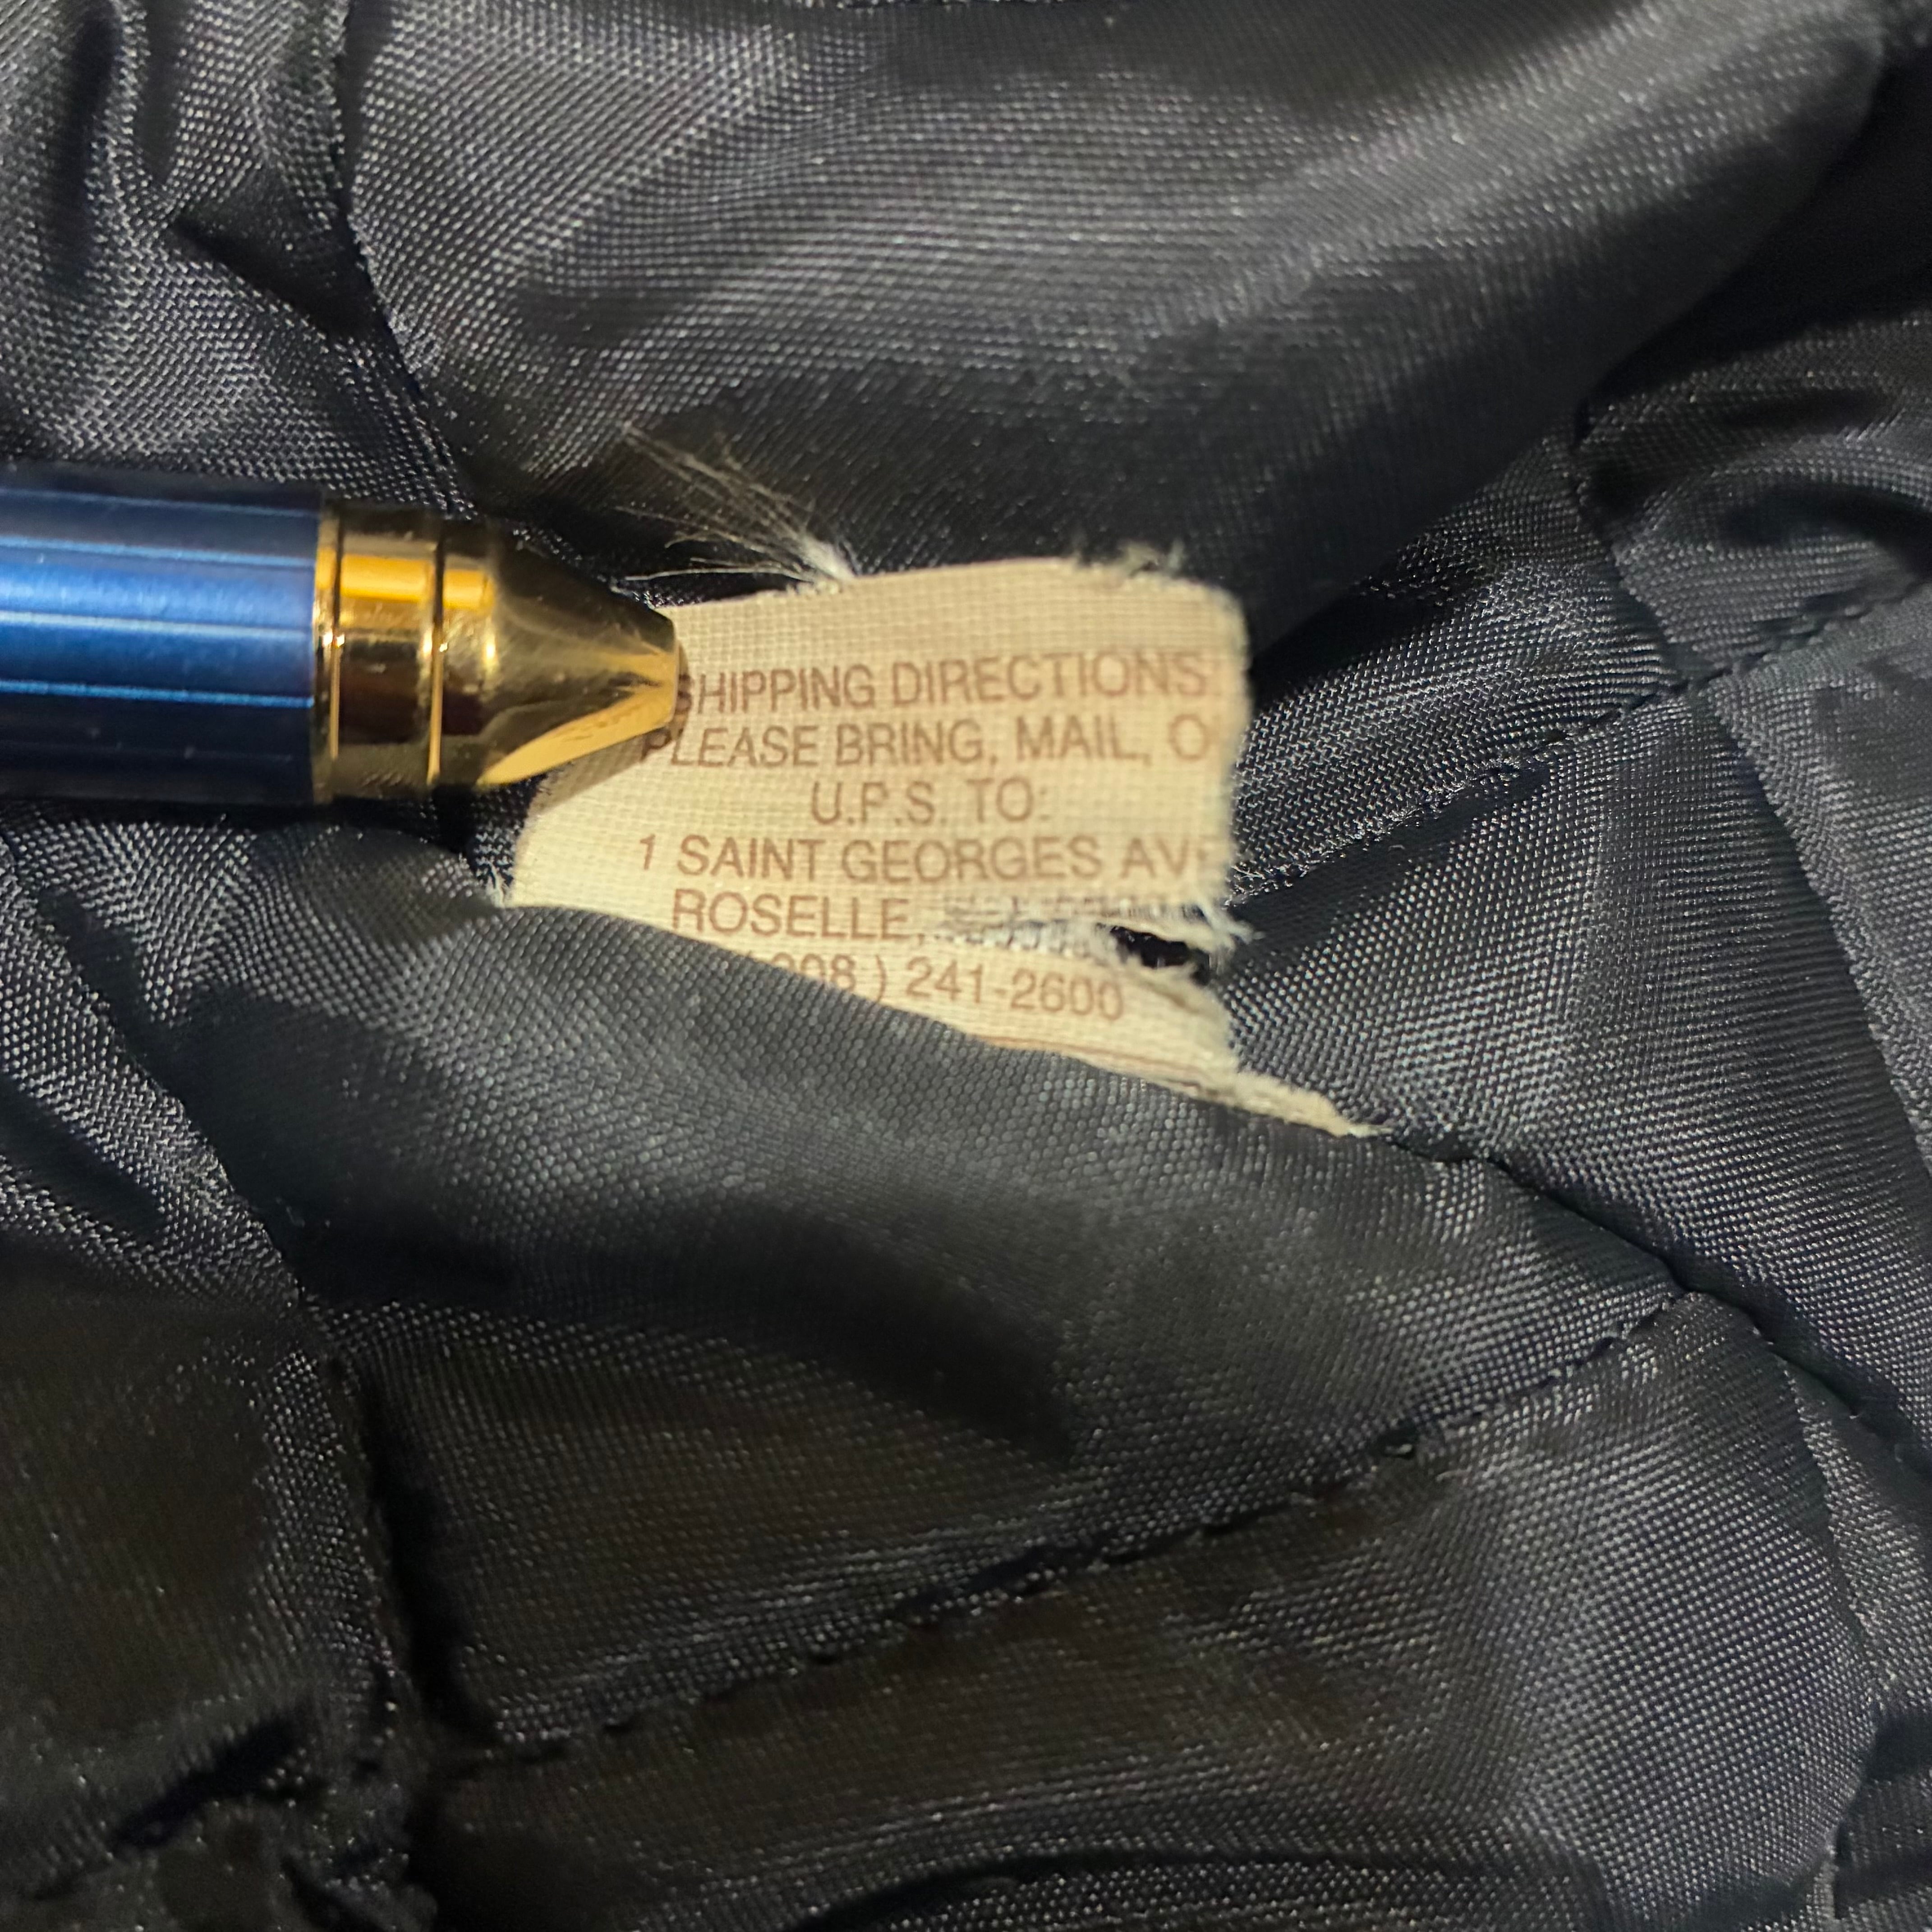 SHIPPING DIRECTIONS
PLEASE BRING, MAIL, O
U.P.S. TO:
1 SAINT GEORGES AVE
ROSELLE,
908 ) 241-2600